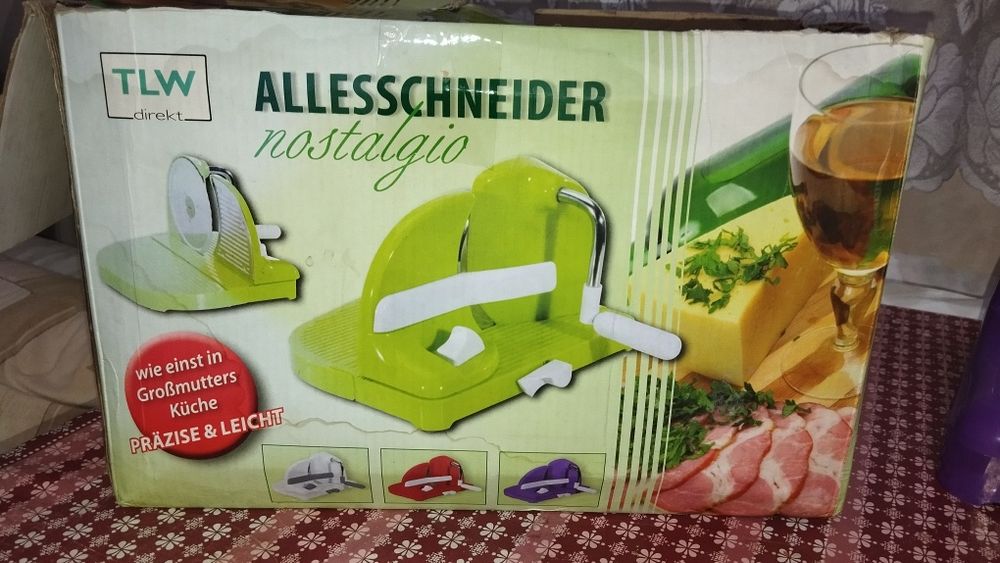 TLW
direkt
ALLESSCHNEIDER
nostalgio
wie einst in
Großmutters
Küche
PRÄZISE & LEICHT